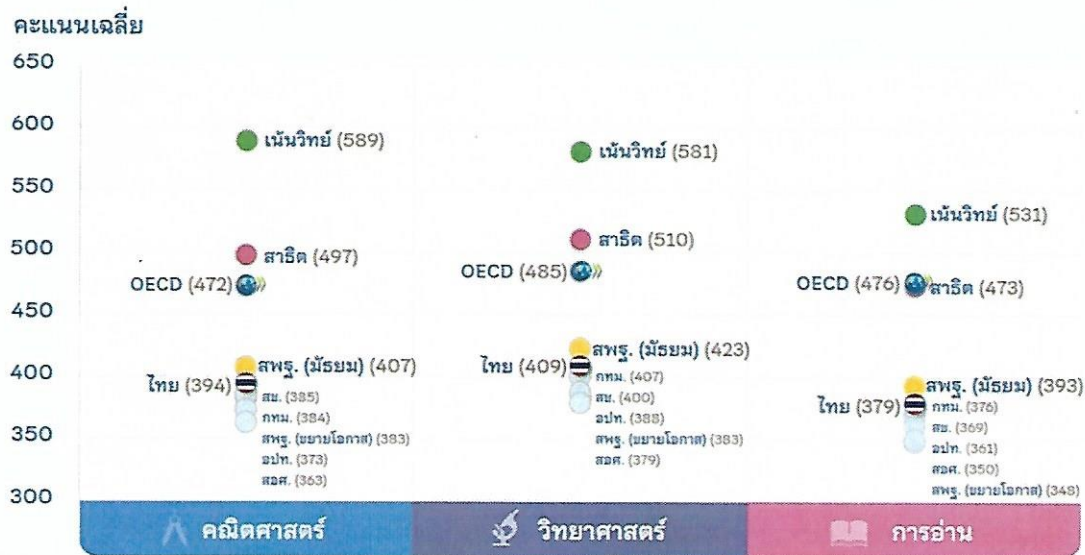 คะแนนเฉลี่ย
650
600
550
500
450
400
350
300
เน้นวิทย์ (589)
สาธิต (497)
OECD (472)
สพฐ. (มัธยม) (407)
ไทย (394)
สช. (385)
กทม. (384)
สพฐ. (ขยายโอกาส) (383)
อปท. (373)
สอศ. (363)
คณิตศาสตร์
เน้นวิทย์ (581)
สาธิต (510)
OECD (485)
สพฐ. (มัธยม) (423)
ไทย (409)
กทม. (407)
สช. (400)
อปท. (388)
สพฐ. (ขยายโอกาส) (383)
สอศ. (379)
วิทยาศาสตร์
เน้นวิทย์ (531)
OECD (476)
สาธิต (473)
สพฐ. (มัธยม) (393)
ไทย (379)
กทม. (376)
สช. (369)
อปท. (361)
สอศ. (350)
สพฐ. (ขยายโอกาส) (348)
การอ่าน